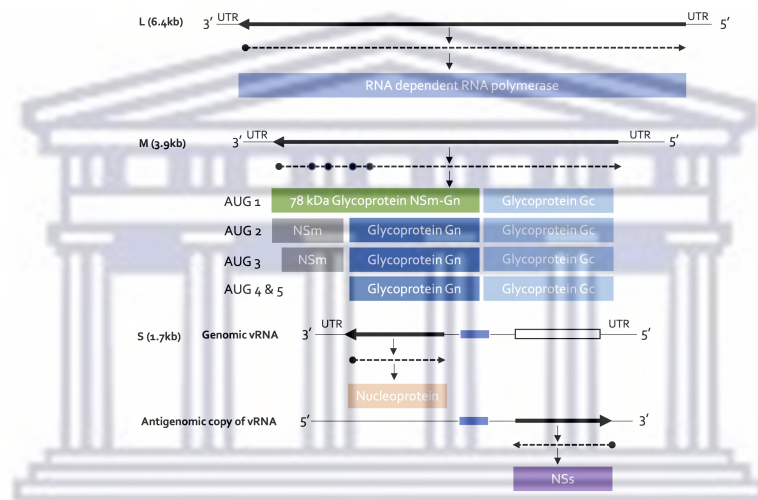 L (6.4kb) 3′ UTR UTR 5′
RNA dependent RNA polymerase
M (3.9kb) 3′ UTR UTR 5′
AUG 1 78 kDa Glycoprotein NSm-Gn Glycoprotein Gc
AUG 2 NSm Glycoprotein Gn Glycoprotein Gc
AUG 3 NSm Glycoprotein Gn Glycoprotein Gc
AUG 4 & 5 Glycoprotein Gn Glycoprotein Gc
S (1.7kb) Genomic vRNA 3′ UTR UTR 5′
Nucleoprotein
Antigenomic copy of vRNA 5′ 3′
NSs